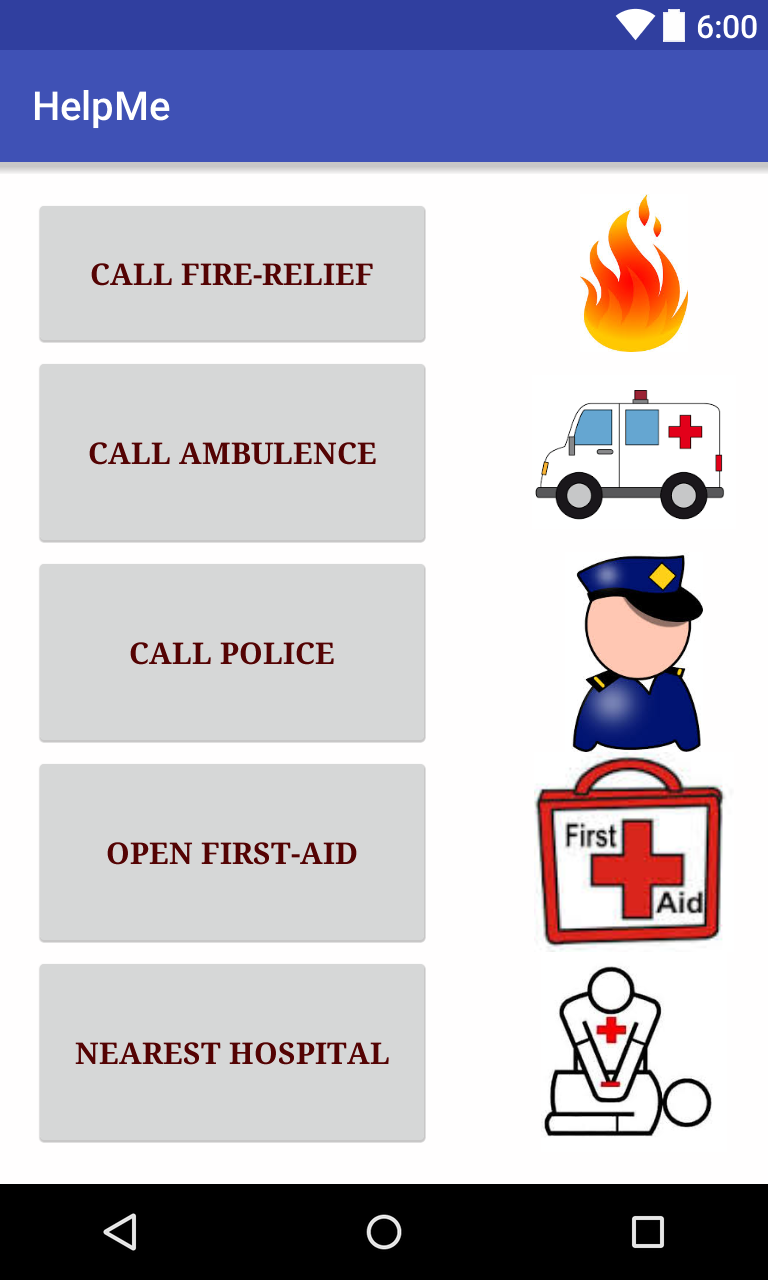 6:00
HelpMe
CALL FIRE-RELIEF
CALL AMBULENCE
CALL POLICE
OPEN FIRST-AID
First
Aid
NEAREST HOSPITAL